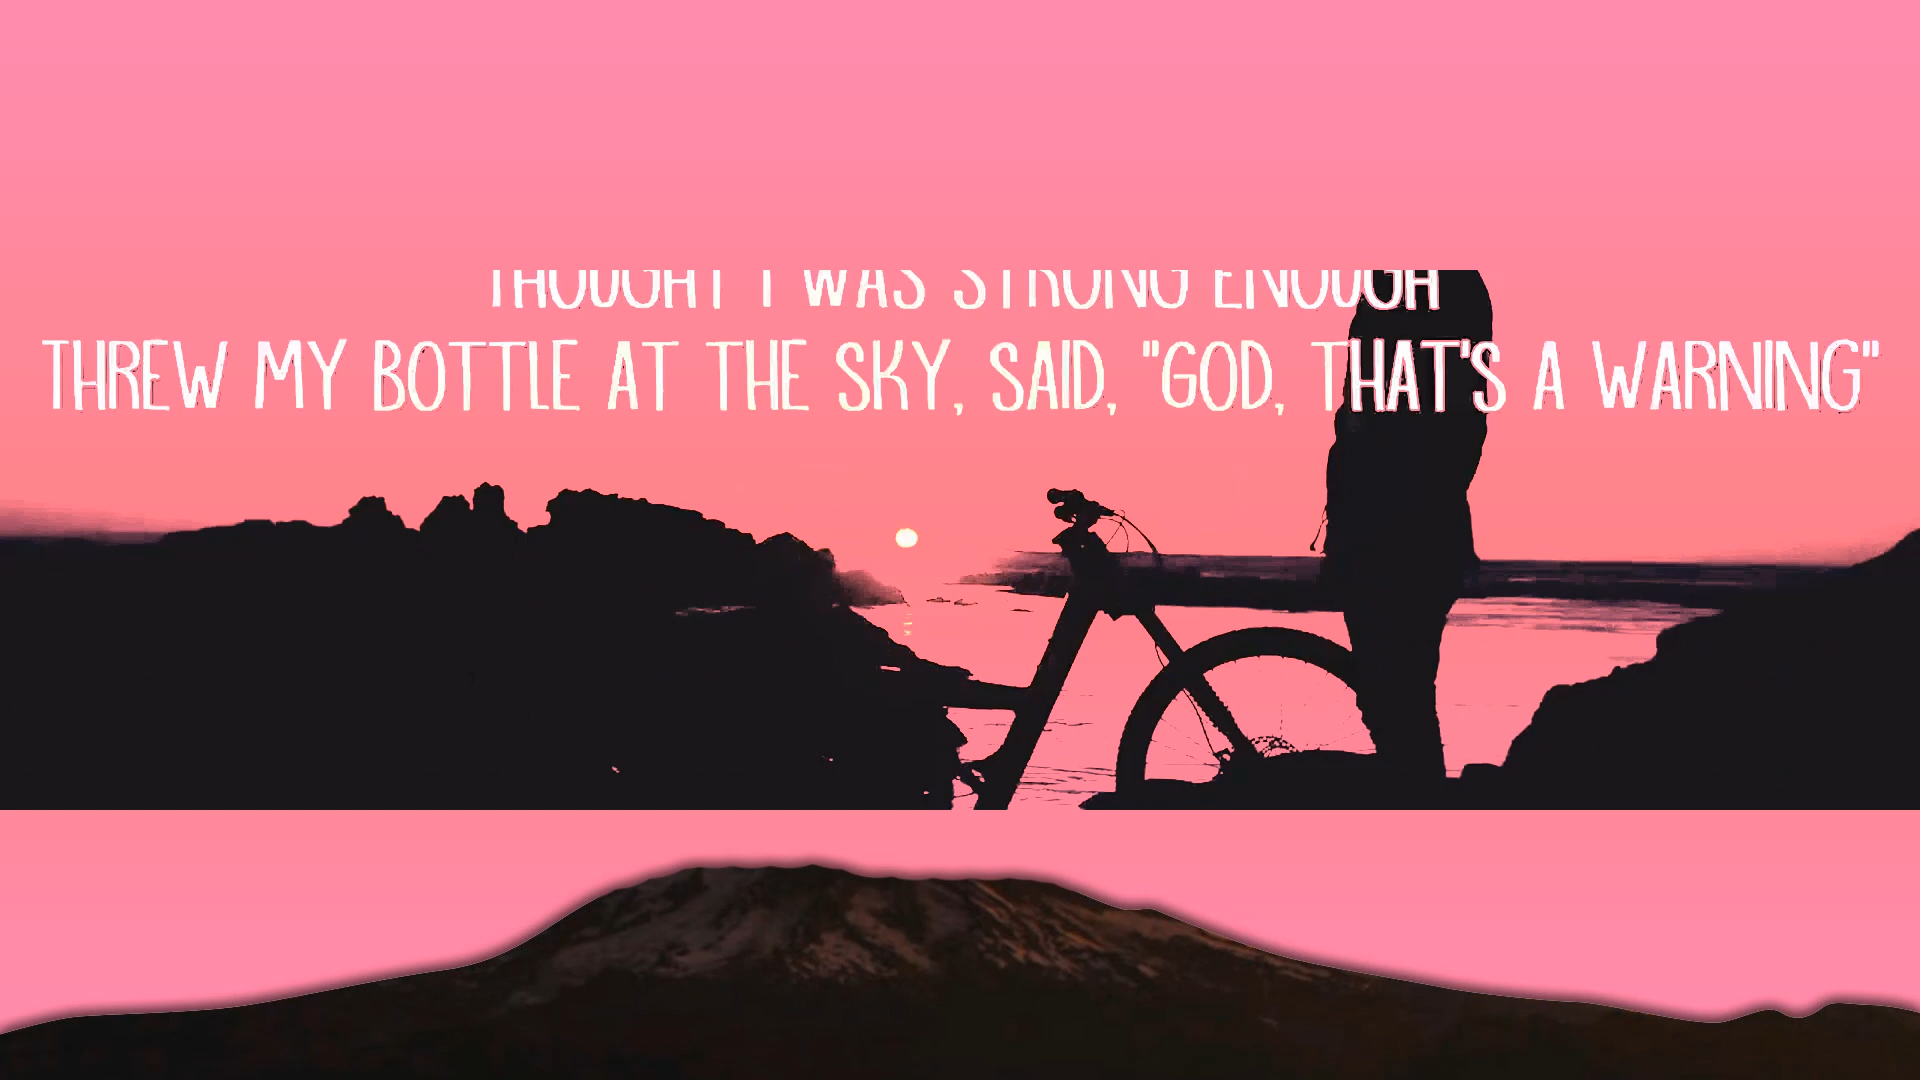 THOUGHT I WAS STRONG ENOUGH
THREW MY BOTTLE AT THE SKY, SAID, "GOD, THAT'S A WARNING"